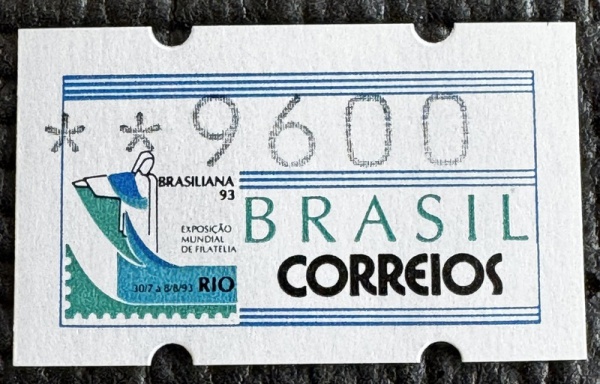 **9600
BRASILIANA
93
EXPOSIÇÃO
MUNDIAL
DE FILATELIA
30/7 a 8/8/93 RIO
BRASIL
CORREIOS